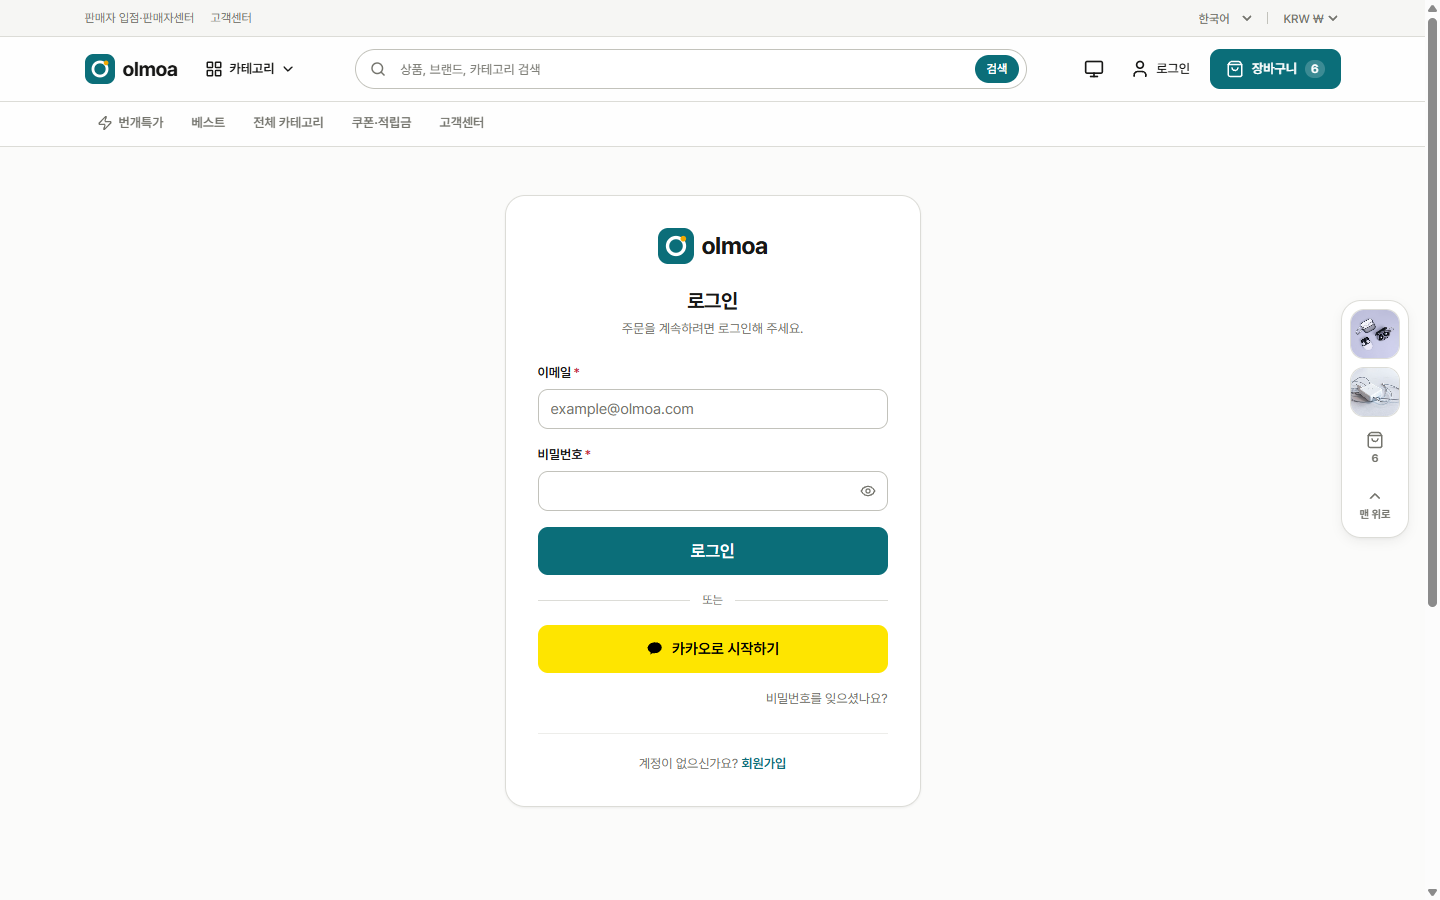 판매자 입점·판매자센터 고객센터 한국어 KRW ₩
olmoa 카테고리 상품, 브랜드, 카테고리 검색 검색 로그인 장바구니 6
번개특가 베스트 전체 카테고리 쿠폰·적립금 고객센터
olmoa
로그인
주문을 계속하려면 로그인해 주세요.
이메일 *
example@olmoa.com
비밀번호 *
로그인
또는
카카오로 시작하기
비밀번호를 잊으셨나요?
계정이 없으신가요? 회원가입
6
맨 위로